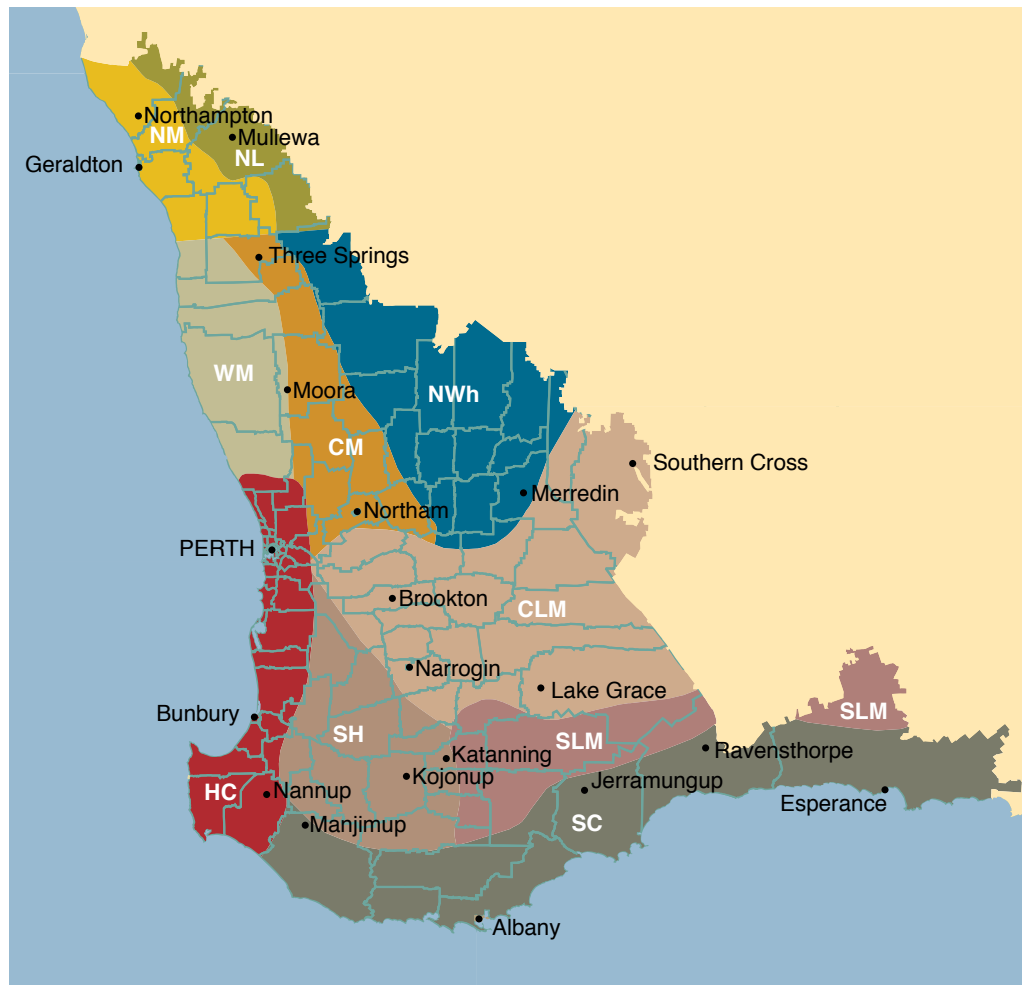 Northampton
NM
Mullewa
NL
Geraldton
Three Springs
WM
Moora
NWh
CM
Southern Cross
Merredin
Northam
PERTH
Brookton
CLM
Narrogin
Lake Grace
Bunbury
SLM
SH
SLM
Ravensthorpe
Katanning
Kojonup
Jerramungup
HC
Nannup
Esperance
Manjimup
SC
Albany